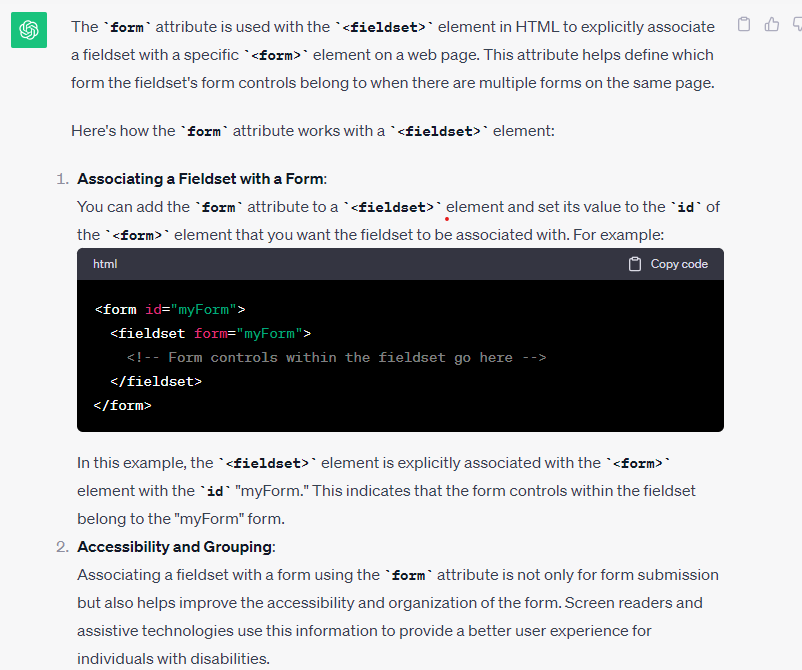 The `form` attribute is used with the `<fieldset>` element in HTML to explicitly associate
a fieldset with a specific `<form>` element on a web page. This attribute helps define which
form the fieldset's form controls belong to when there are multiple forms on the same page.
Here's how the `form` attribute works with a `<fieldset>` element:
1. Associating a Fieldset with a Form:
You can add the `form` attribute to a `<fieldset>` element and set its value to the `id` of
the `<form>` element that you want the fieldset to be associated with. For example:
html Copy code
<form id="myForm">
  <fieldset form="myForm">
    <!-- Form controls within the fieldset go here -->
  </fieldset>
</form>
In this example, the `<fieldset>` element is explicitly associated with the `<form>`
element with the `id` "myForm." This indicates that the form controls within the fieldset
belong to the "myForm" form.
2. Accessibility and Grouping:
Associating a fieldset with a form using the `form` attribute is not only for form submission
but also helps improve the accessibility and organization of the form. Screen readers and
assistive technologies use this information to provide a better user experience for
individuals with disabilities.